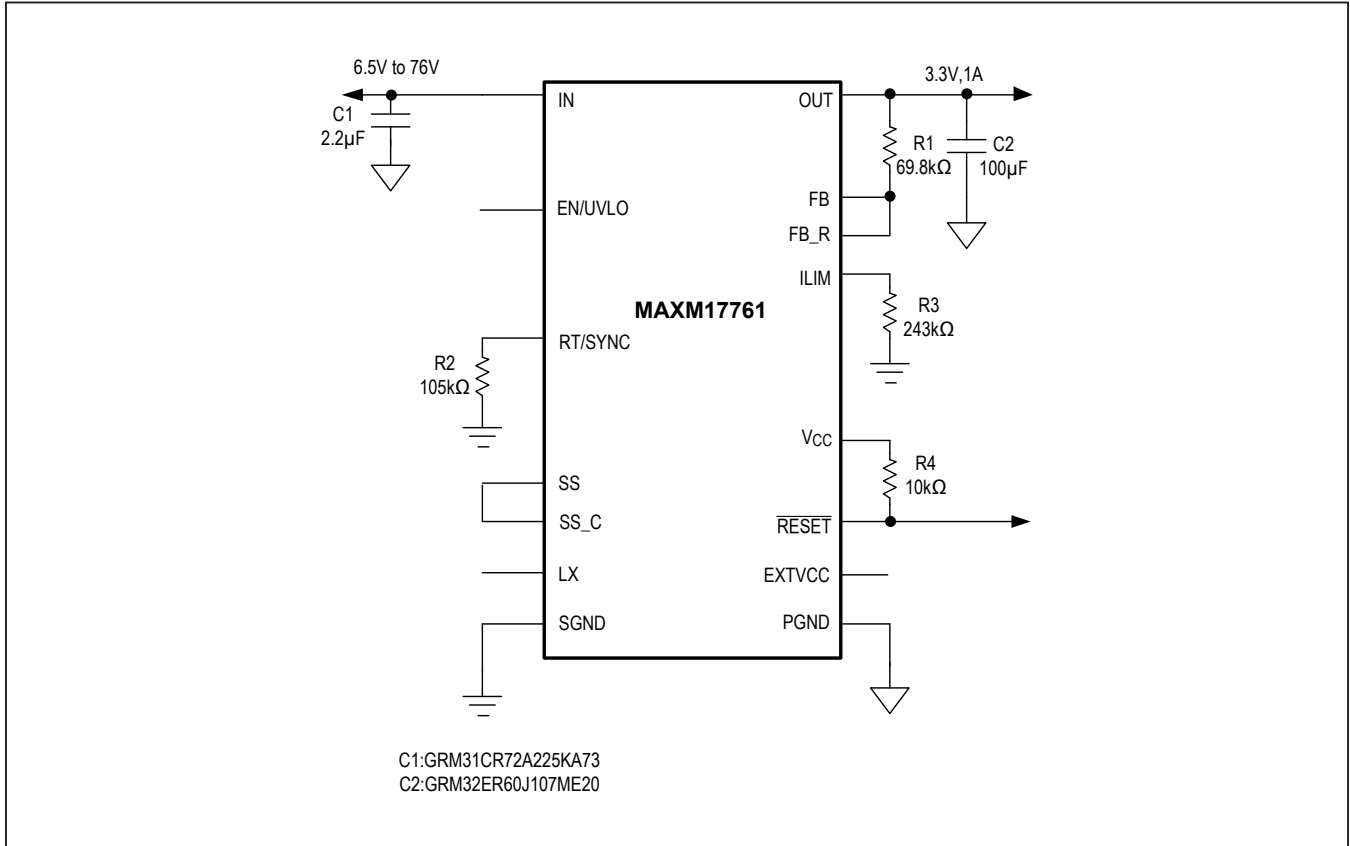 6.5V to 76V
C1
2.2µF
IN
EN/UVLO
RT/SYNC
R2
105kΩ
SS
SS_C
LX
SGND
MAXM17761
OUT
3.3V,1A
R1
69.8kΩ
C2
100µF
FB
FB_R
ILIM
R3
243kΩ
VCC
R4
10kΩ
RESET
EXTVCC
PGND
C1:GRM31CR72A225KA73
C2:GRM32ER60J107ME20